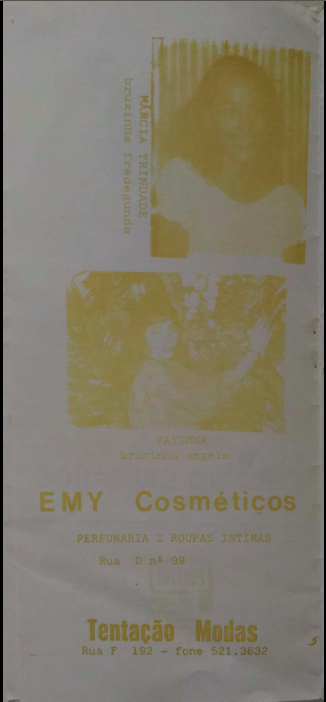 MÁRCIA TRINDADE
bruxinha fredegunda
FATINHA
bruxinha angela
EMY Cosméticos
PERFUMARIA E ROUPAS INTIMAS
Rua D nº 99
Tentação Modas
Rua F 192 - fone 521.3632
5